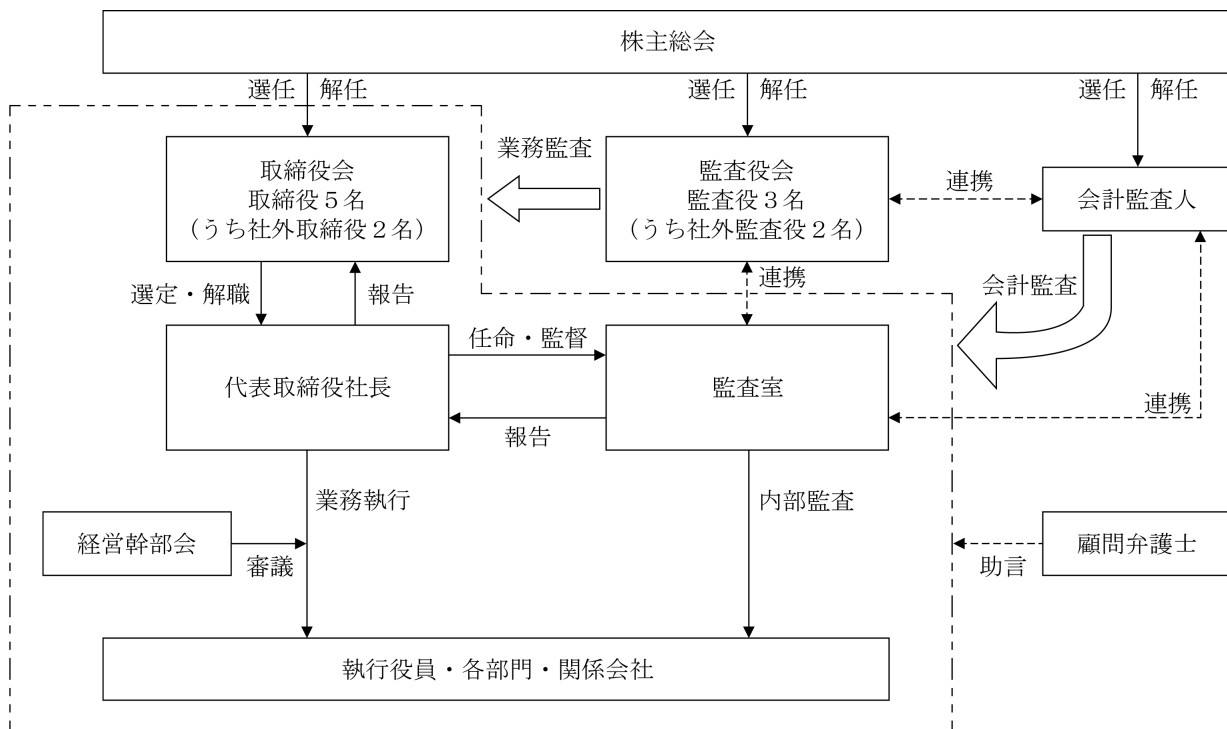 株主総会
選任 解任
選任 解任
選任 解任
取締役会
取締役5名
(うち社外取締役2名)
業務監査
監査役会
監査役3名
(うち社外監査役2名)
連携
会計監査人
選定・解職
報告
連携
会計監査
代表取締役社長
任命・監督
報告
監査室
連携
業務執行
内部監査
経営幹部会
審議
顧問弁護士
助言
執行役員・各部門・関係会社